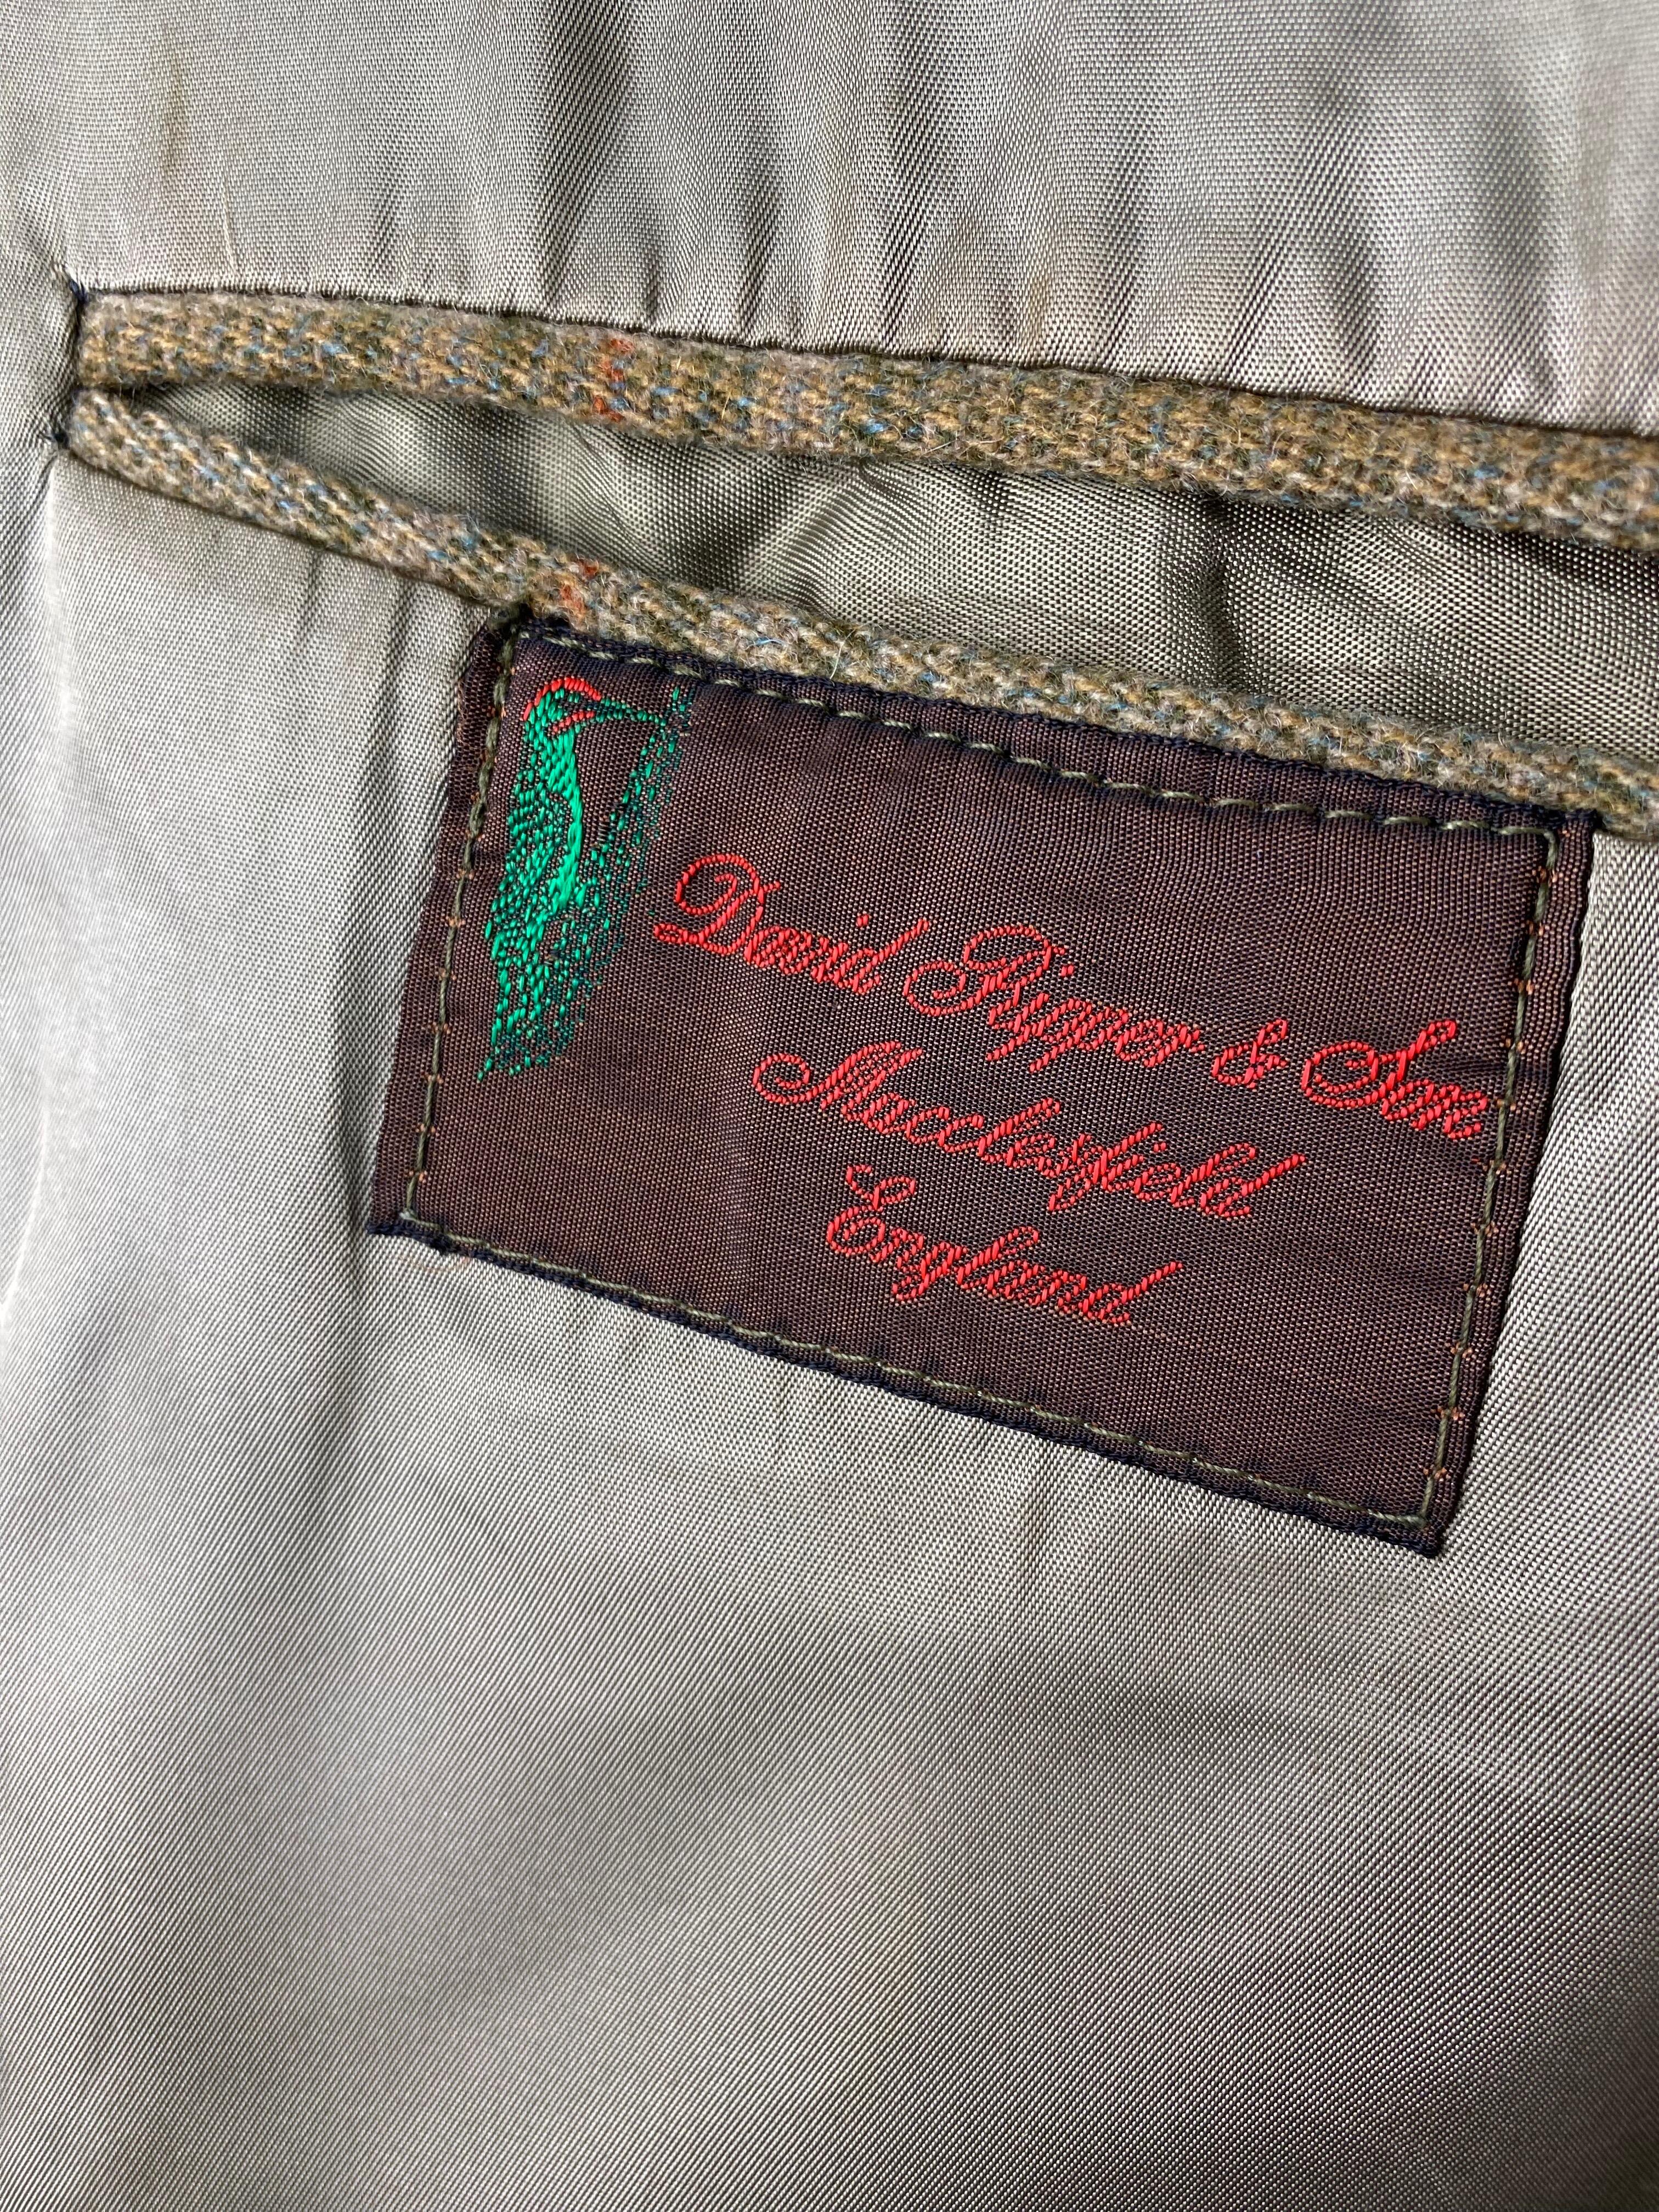 David Ripper & Son
Macclesfield
England